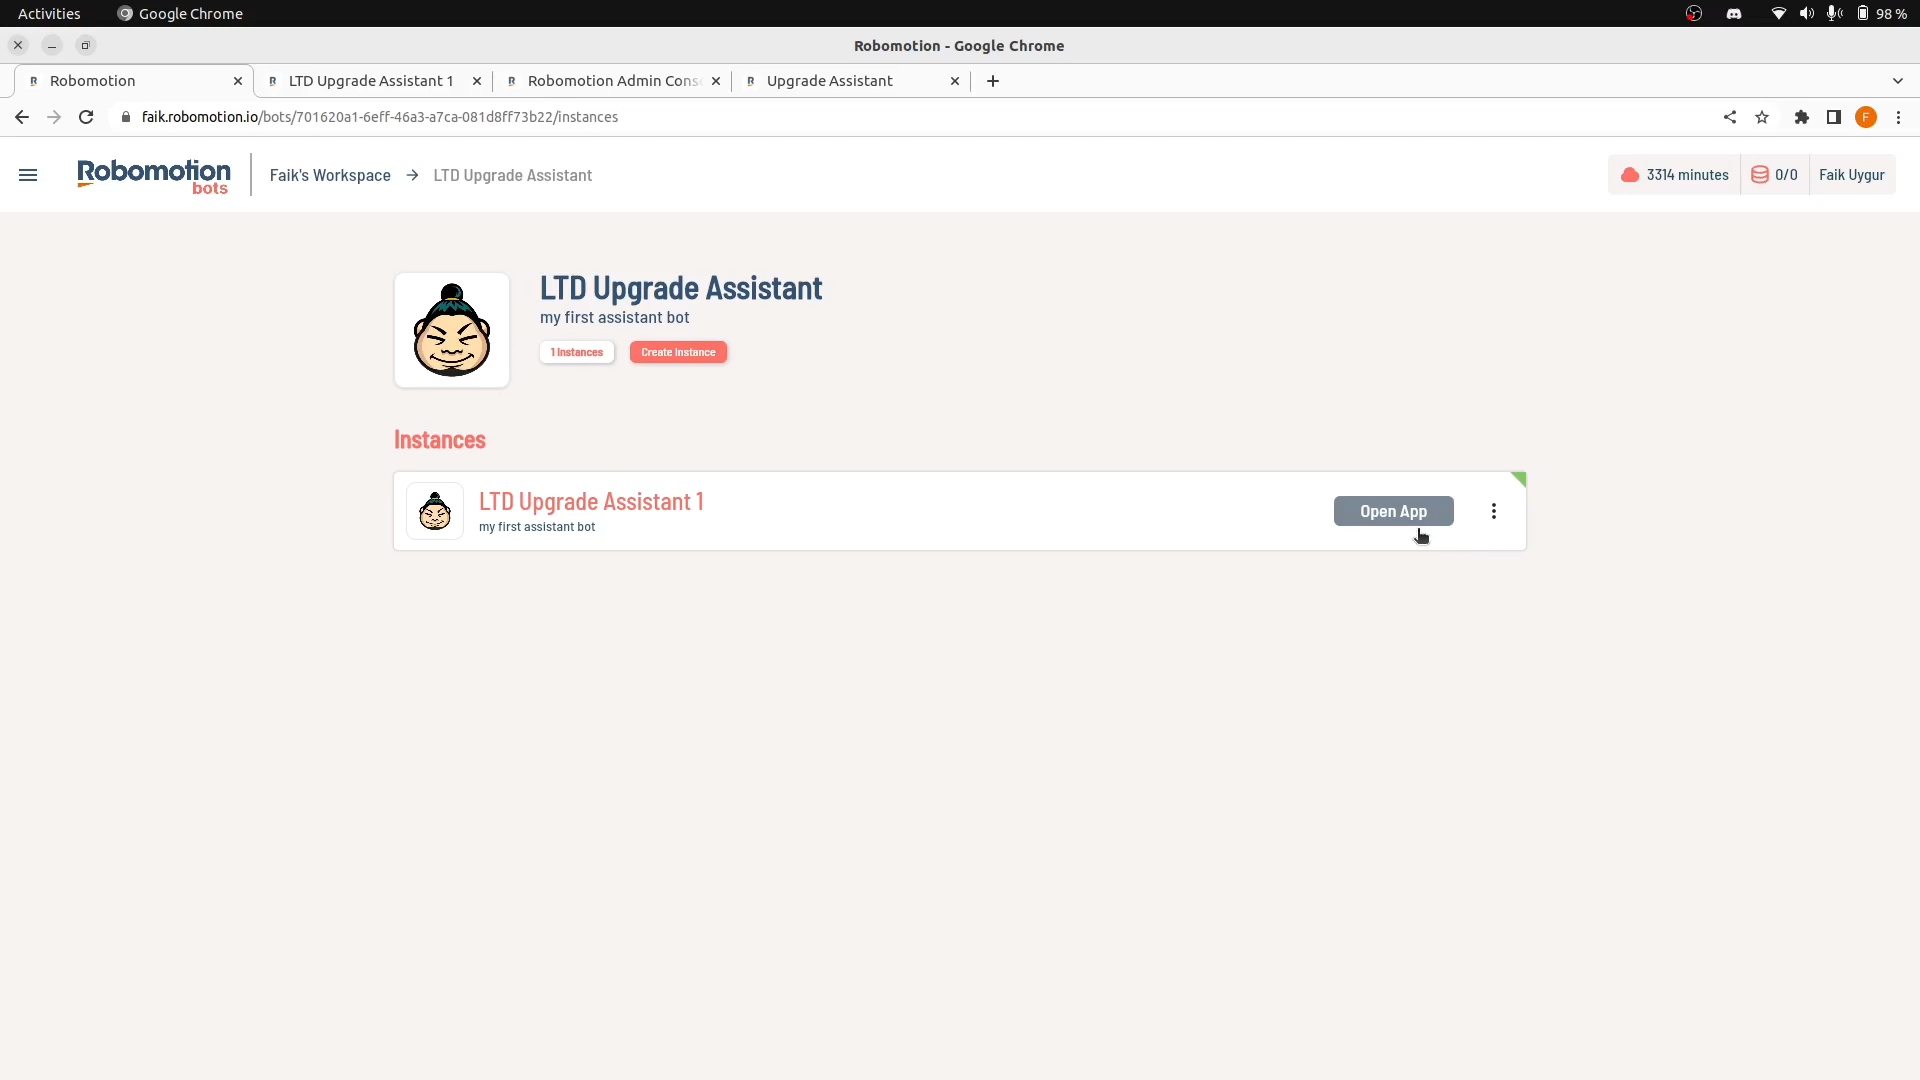 Activities
Google Chrome
98 %
Robomotion - Google Chrome
Robomotion
LTD Upgrade Assistant 1
Robomotion Admin Cons
Upgrade Assistant
faik.robomotion.io/bots/701620a1-6eff-46a3-a7ca-081d8ff73b22/instances
F
Robomotion
bots
Faik's Workspace → LTD Upgrade Assistant
3314 minutes
0/0
Faik Uygur
LTD Upgrade Assistant
my first assistant bot
1 Instances
Create Instance
Instances
LTD Upgrade Assistant 1
my first assistant bot
Open App